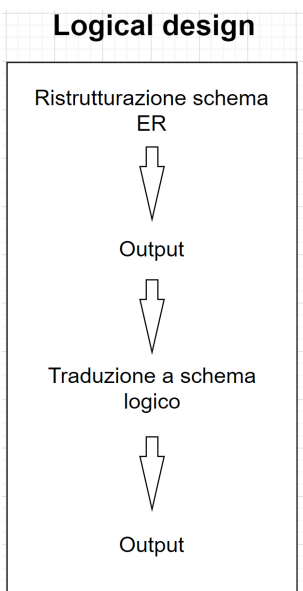 Logical design
Ristrutturazione schema
ER
Output
Traduzione a schema
logico
Output